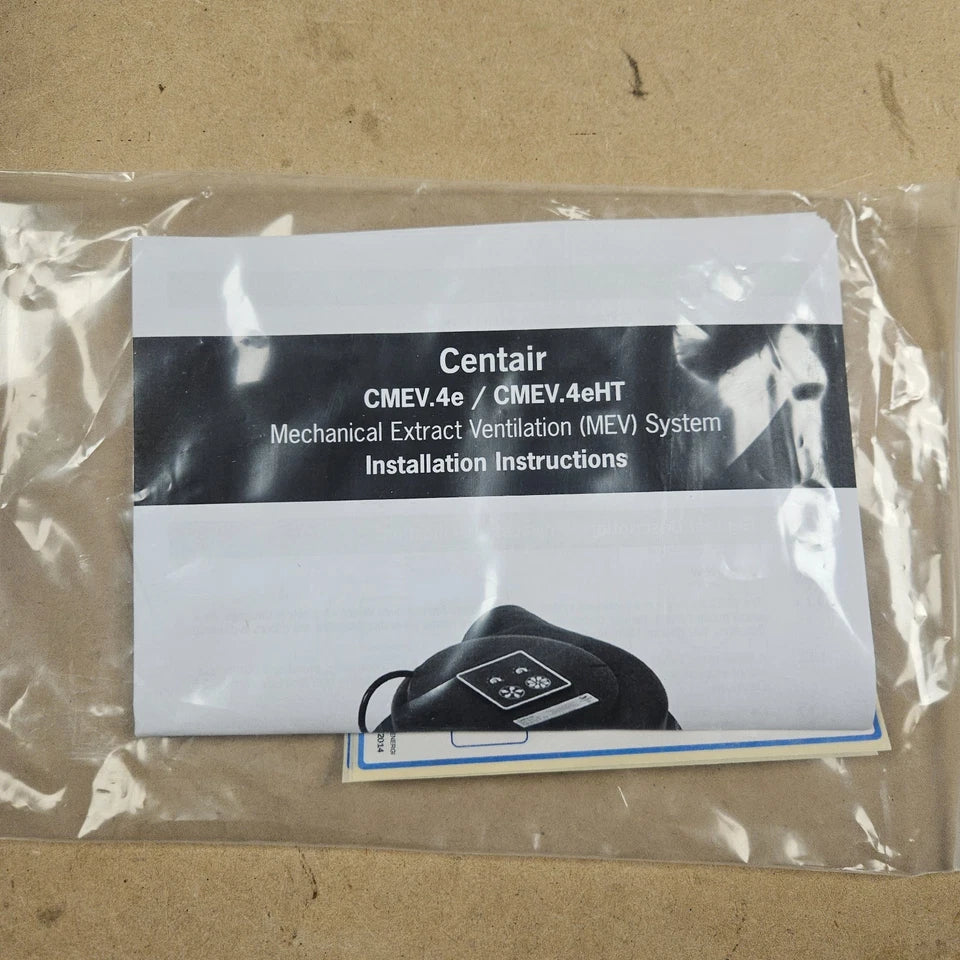 Centair
CMEV.4e / CMEV.4eHT
Mechanical Extract Ventilation (MEV) System
Installation Instructions
2014